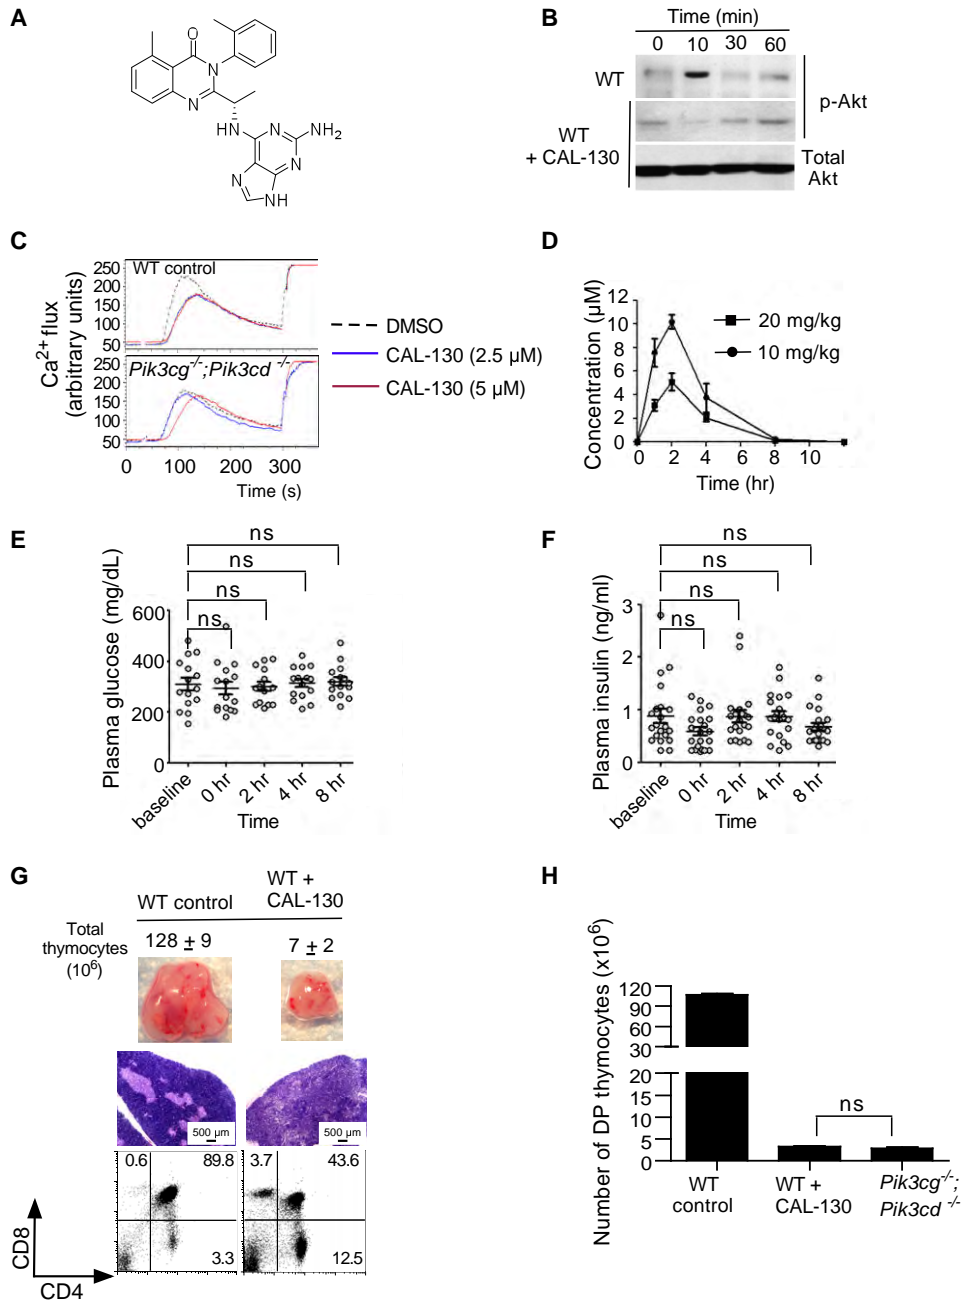 A
O
N
N
HN
N
NH2
N
N
N
NH
B
Time (min)
0 10 30 60
WT
WT
+ CAL-130
p-Akt
Total
Akt
C
Ca2+ flux
(arbitrary units)
WT control
250
200
150
100
50
Pik3cg-/-;Pik3cd -/-
250
200
150
100
50
0 100 200 300
Time (s)
DMSO
CAL-130 (2.5 µM)
CAL-130 (5 µM)
D
Concentration (µM)
12
10
8
6
4
2
0
0 2 4 6 8 10
Time (hr)
20 mg/kg
10 mg/kg
E
Plasma glucose (mg/dL)
ns
ns
ns
ns
600
400
200
0
baseline 0 hr 2 hr 4 hr 8 hr
Time
F
Plasma insulin (ng/ml)
ns
ns
ns
ns
3
2
1
0
baseline 0 hr 2 hr 4 hr 8 hr
Time
G
WT control
WT +
CAL-130
Total
thymocytes
(10⁶)
128 ± 9
7 ± 2
500 µm
500 µm
0.6 89.8
3.3
3.7 43.6
12.5
CD8
CD4
H
Number of DP thymocytes (x10⁶)
120
90
60
30
20
15
10
5
0
ns
WT
control
WT +
CAL-130
Pik3cg-/-;
Pik3cd -/-